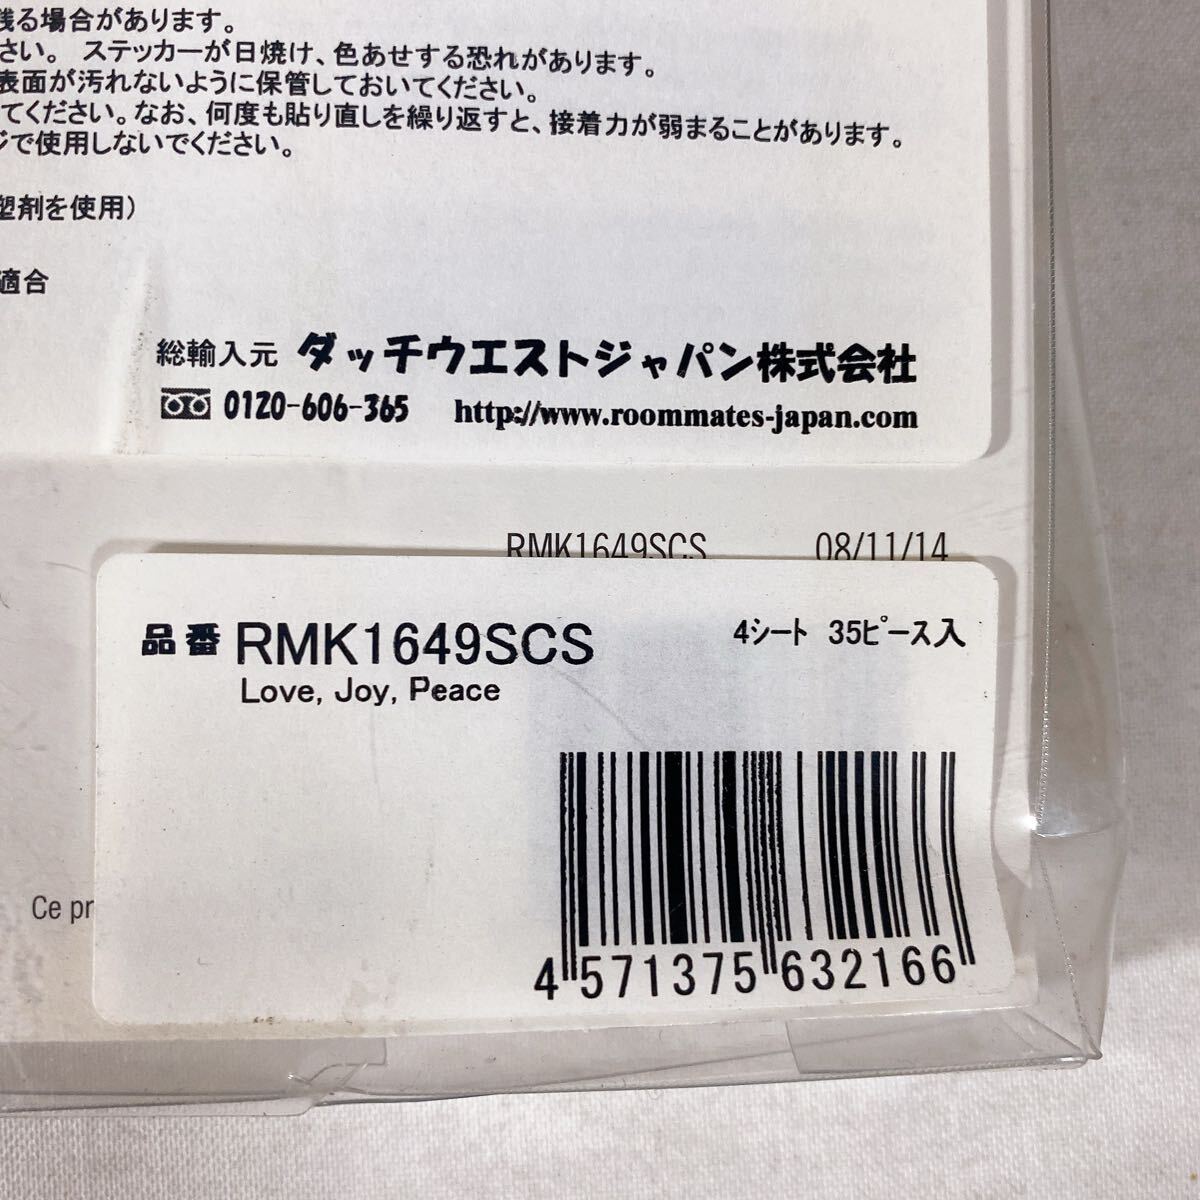 残る場合があります。
さい。 ステッカーが日焼け、色あせする恐れがあります。
表面が汚れないように保管しておいてください。
てください。なお、何度も貼り直しを繰り返すと、接着力が弱まることがあります。
で使用しないでください。
塑剤を使用)
適合
総輸入元 ダッチウエストジャパン株式会社
0120-606-365 http://www.roommates-japan.com
RMK1649SCS 08/11/14
品番 RMK1649SCS 4シート 35ピース入
Love, Joy, Peace
Ce pr
4 571375 632166